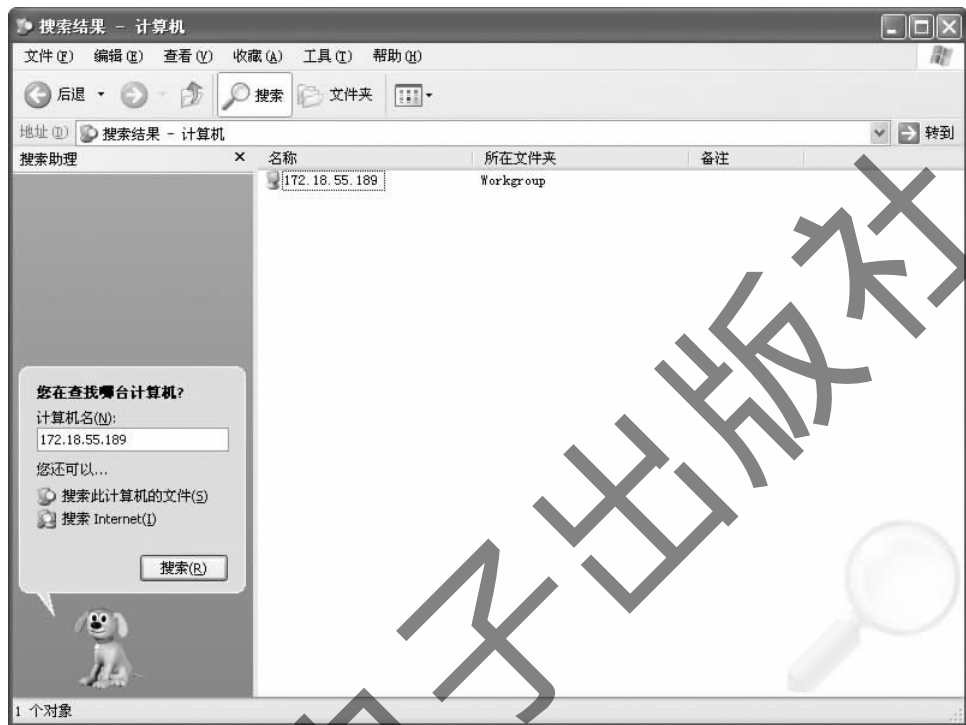 搜索结果 - 计算机
文件(F) 编辑(E) 查看(V) 收藏(A) 工具(T) 帮助(H)
后退 搜索 文件夹
地址(D) 搜索结果 - 计算机 转到
搜索助理 × 名称 所在文件夹 备注
172.18.55.189 Workgroup
您在查找哪台计算机?
计算机名(N):
172.18.55.189
您还可以...
搜索此计算机的文件(S)
搜索 Internet(I)
搜索(R)
1 个对象
子出版社